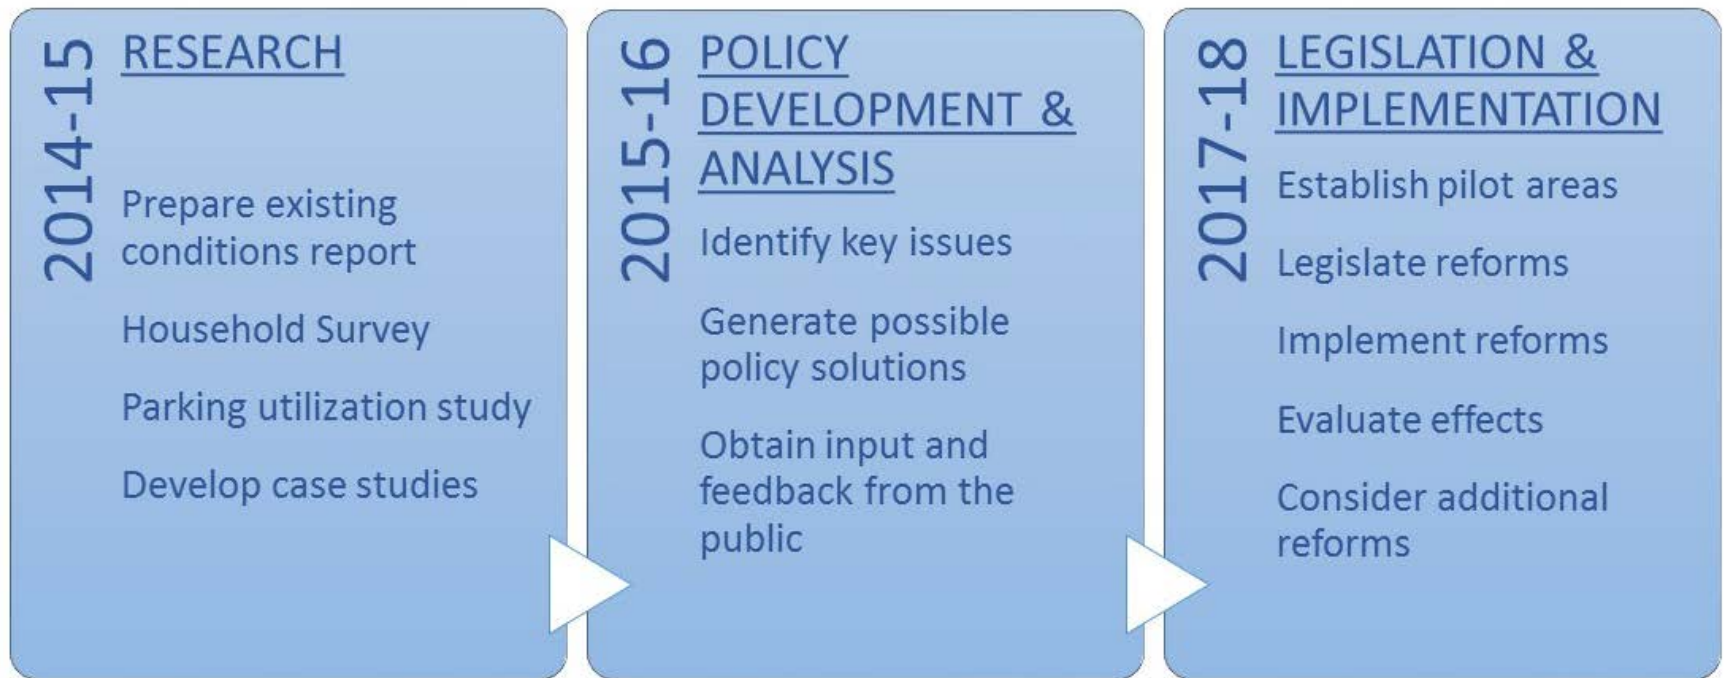 2014-15
RESEARCH
Prepare existing
conditions report
Household Survey
Parking utilization study
Develop case studies
2015-16
POLICY
DEVELOPMENT &
ANALYSIS
Identify key issues
Generate possible
policy solutions
Obtain input and
feedback from the
public
2017-18
LEGISLATION &
IMPLEMENTATION
Establish pilot areas
Legislate reforms
Implement reforms
Evaluate effects
Consider additional
reforms